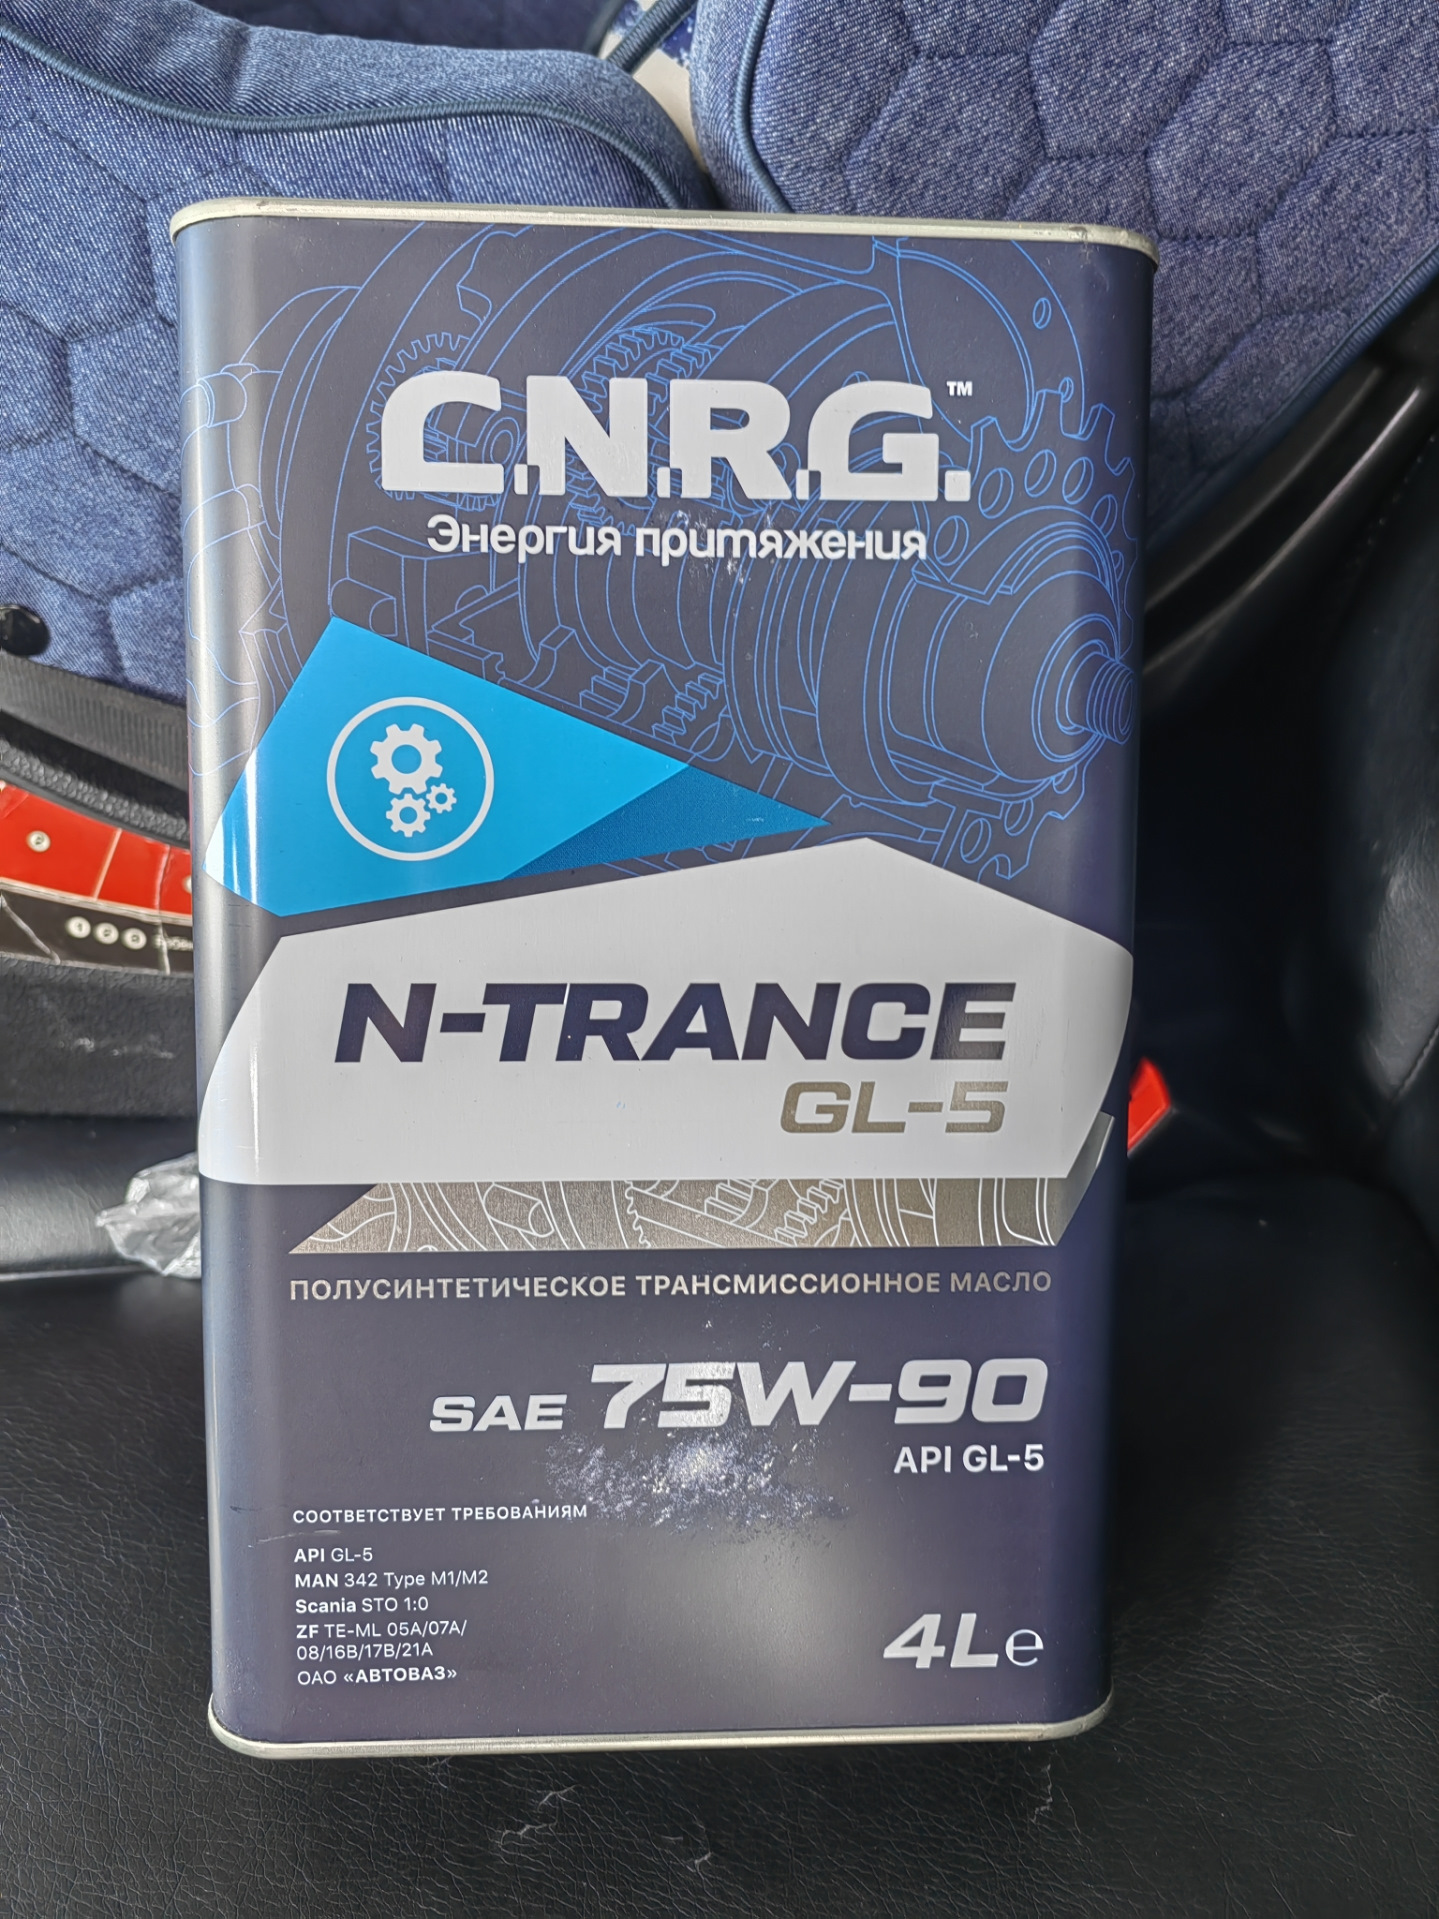 C.N.R.G.™
Энергия притяжения
N-TRANCE
GL-5
ПОЛУСИНТЕТИЧЕСКОЕ ТРАНСМИССИОННОЕ МАСЛО
SAE 75W-90
API GL-5
СООТВЕТСТВУЕТ ТРЕБОВАНИЯМ
API GL-5
MAN 342 Type M1/M2
Scania STO 1:0
ZF TE-ML 05A/07A/
08/16B/17B/21A
ОАО «АВТОВАЗ»
4L e